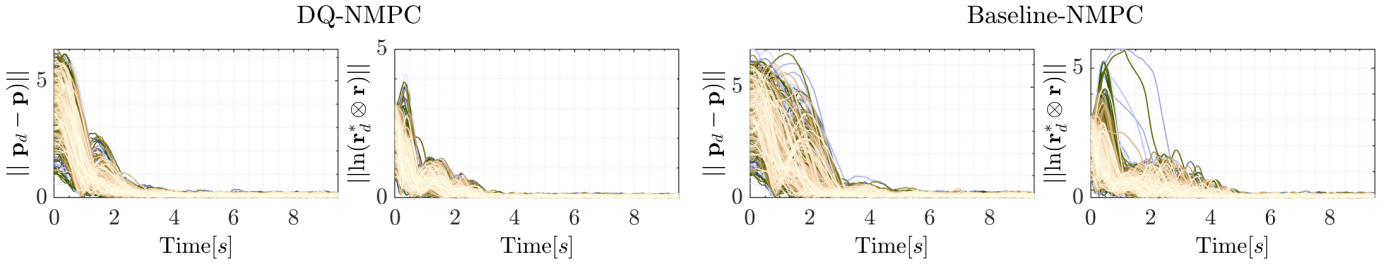 DQ-NMPC
|| p_d − p)||
5
0
0 2 4 6 8
Time[s]
||ln(r_d^* ⊗ r)||
5
0
0 2 4 6 8
Time[s]
Baseline-NMPC
|| p_d − p)||
5
0
0 2 4 6 8
Time[s]
||ln(r_d^* ⊗ r)||
5
0
0 2 4 6 8
Time[s]